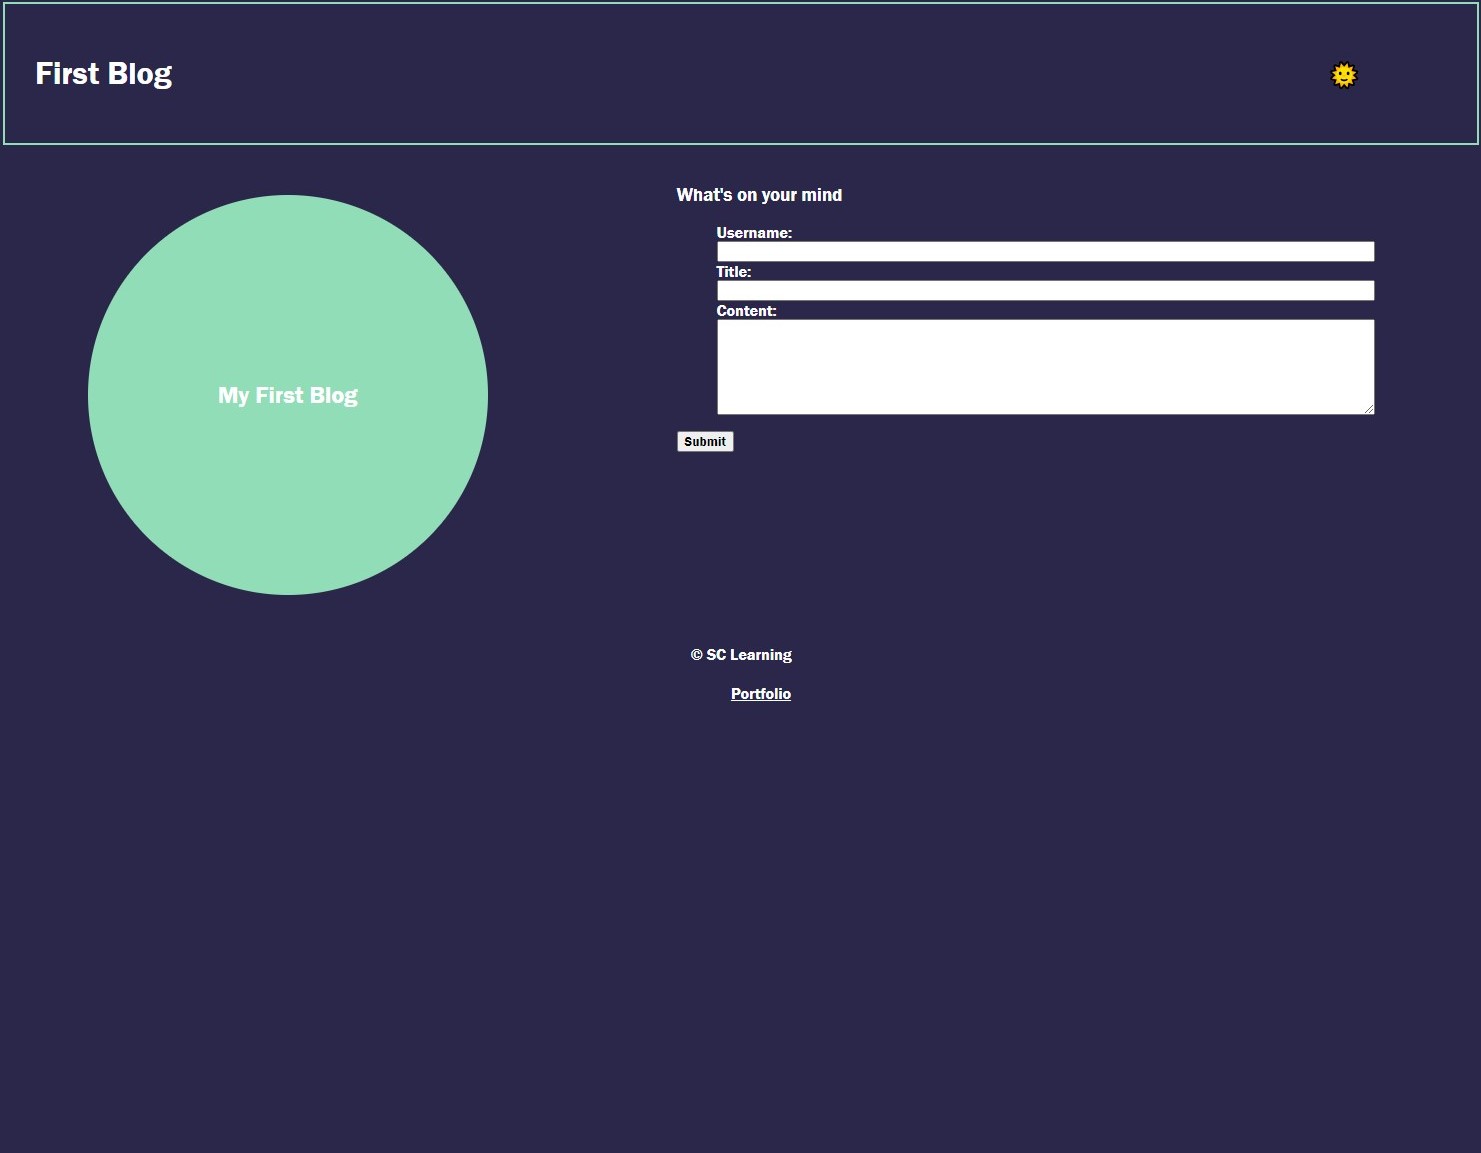 First Blog
My First Blog
What's on your mind
Username:
Title:
Content:
Submit
© SC Learning
Portfolio